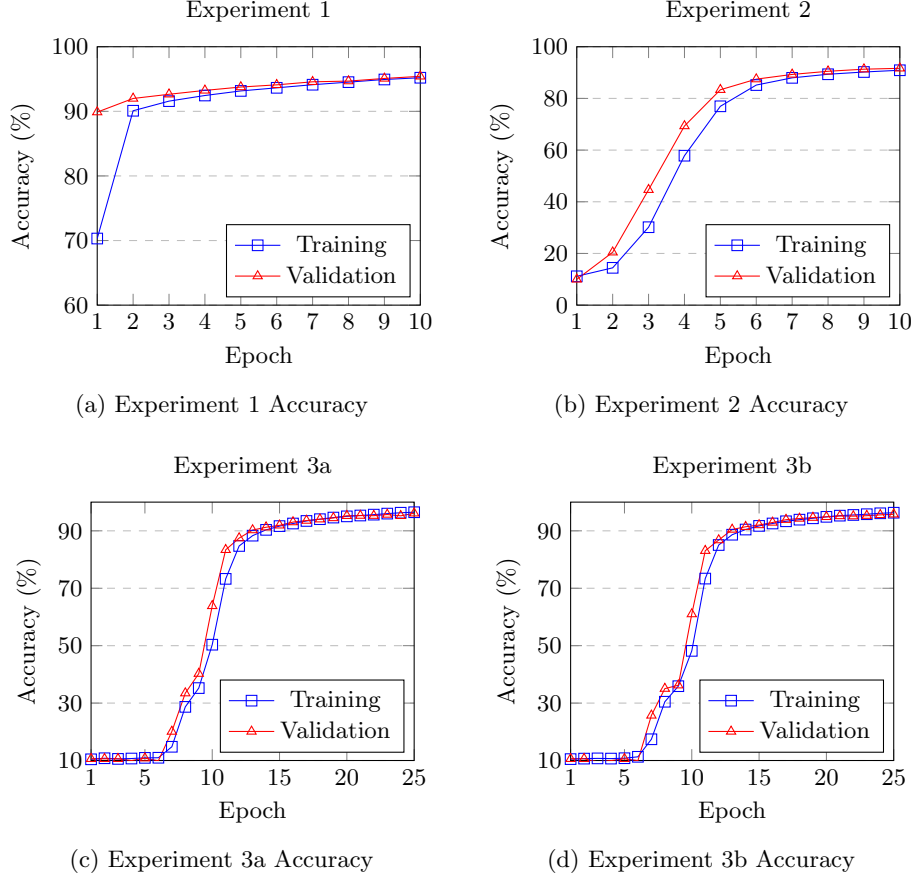 Experiment 1
Accuracy (%)
100
90
80
70
60
1 2 3 4 5 6 7 8 9 10
Epoch
Training
Validation
(a) Experiment 1 Accuracy
Experiment 2
Accuracy (%)
100
80
60
40
20
0
1 2 3 4 5 6 7 8 9 10
Epoch
Training
Validation
(b) Experiment 2 Accuracy
Experiment 3a
Accuracy (%)
90
70
50
30
10
1 5 10 15 20 25
Epoch
Training
Validation
(c) Experiment 3a Accuracy
Experiment 3b
Accuracy (%)
90
70
50
30
10
1 5 10 15 20 25
Epoch
Training
Validation
(d) Experiment 3b Accuracy